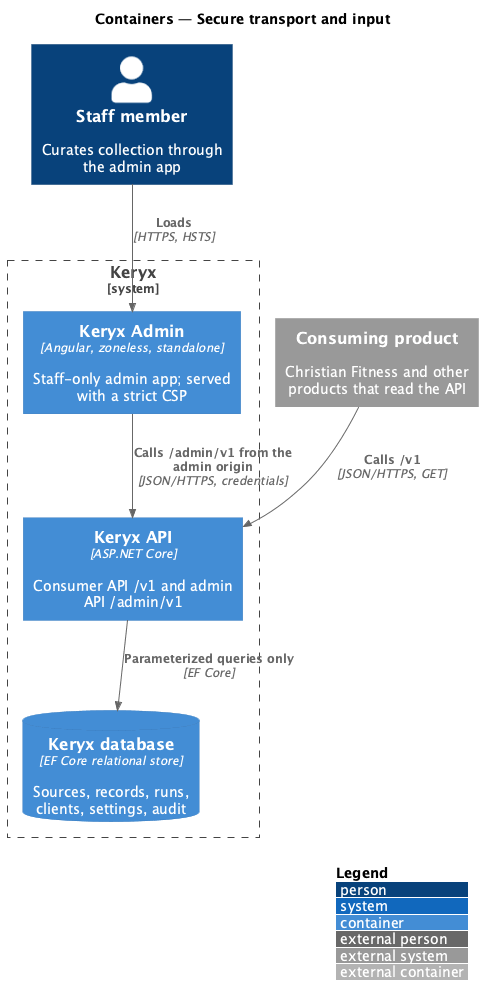 Containers — Secure transport and input
Staff member
Curates collection through
the admin app
Loads
[HTTPS, HSTS]
Keryx
[system]
Keryx Admin
[Angular, zoneless, standalone]
Staff-only admin app; served
with a strict CSP
Consuming product
Christian Fitness and other
products that read the API
Calls /admin/v1 from the
admin origin
[JSON/HTTPS, credentials]
Calls /v1
[JSON/HTTPS, GET]
Keryx API
[ASP.NET Core]
Consumer API /v1 and admin
API /admin/v1
Parameterized queries only
[EF Core]
Keryx database
[EF Core relational store]
Sources, records, runs,
clients, settings, audit
Legend
person
system
container
external person
external system
external container